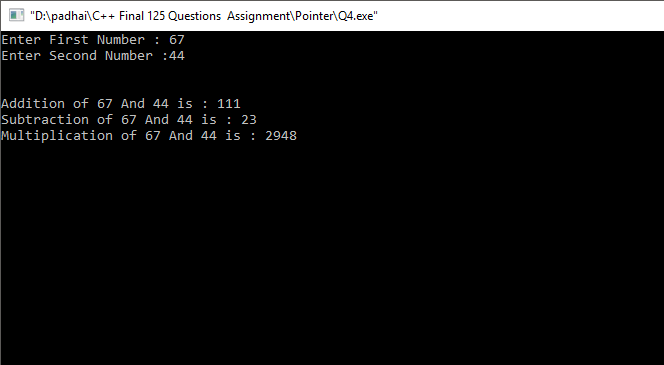 "D:\padhai\C++ Final 125 Questions  Assignment\Pointer\Q4.exe"
Enter First Number : 67
Enter Second Number :44
Addition of 67 And 44 is : 111
Subtraction of 67 And 44 is : 23
Multiplication of 67 And 44 is : 2948